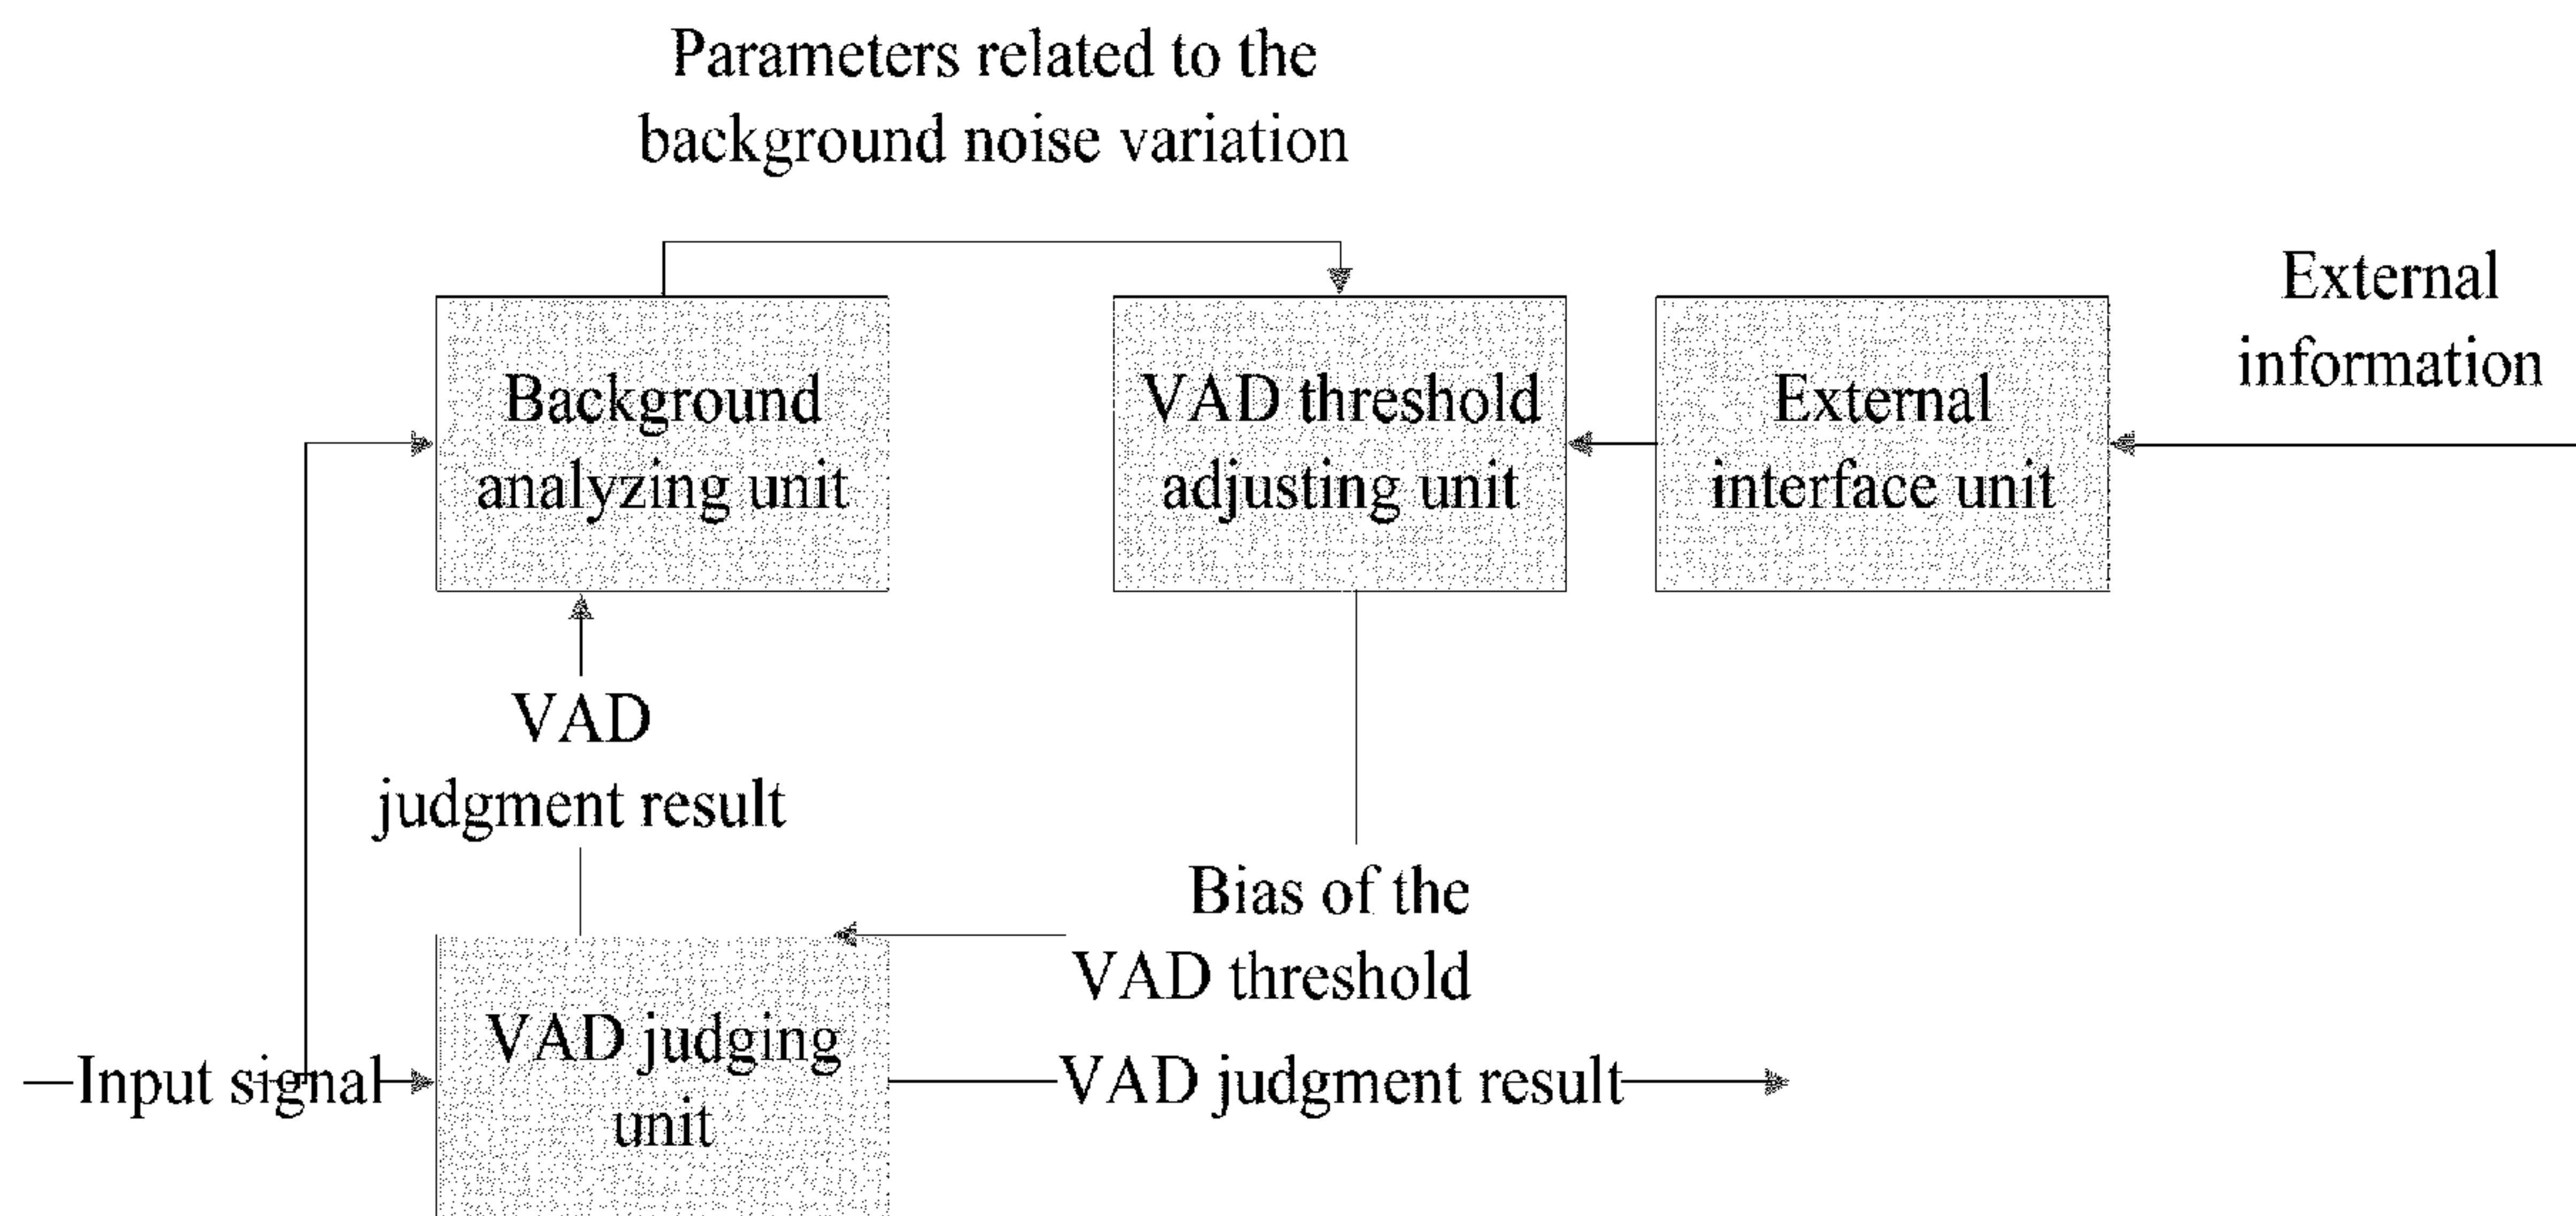 Parameters related to the
background noise variation
External
information
Background
analyzing unit
VAD threshold
adjusting unit
External
interface unit
VAD
judgment result
Bias of the
VAD threshold
Input signal
VAD judging
unit
VAD judgment result